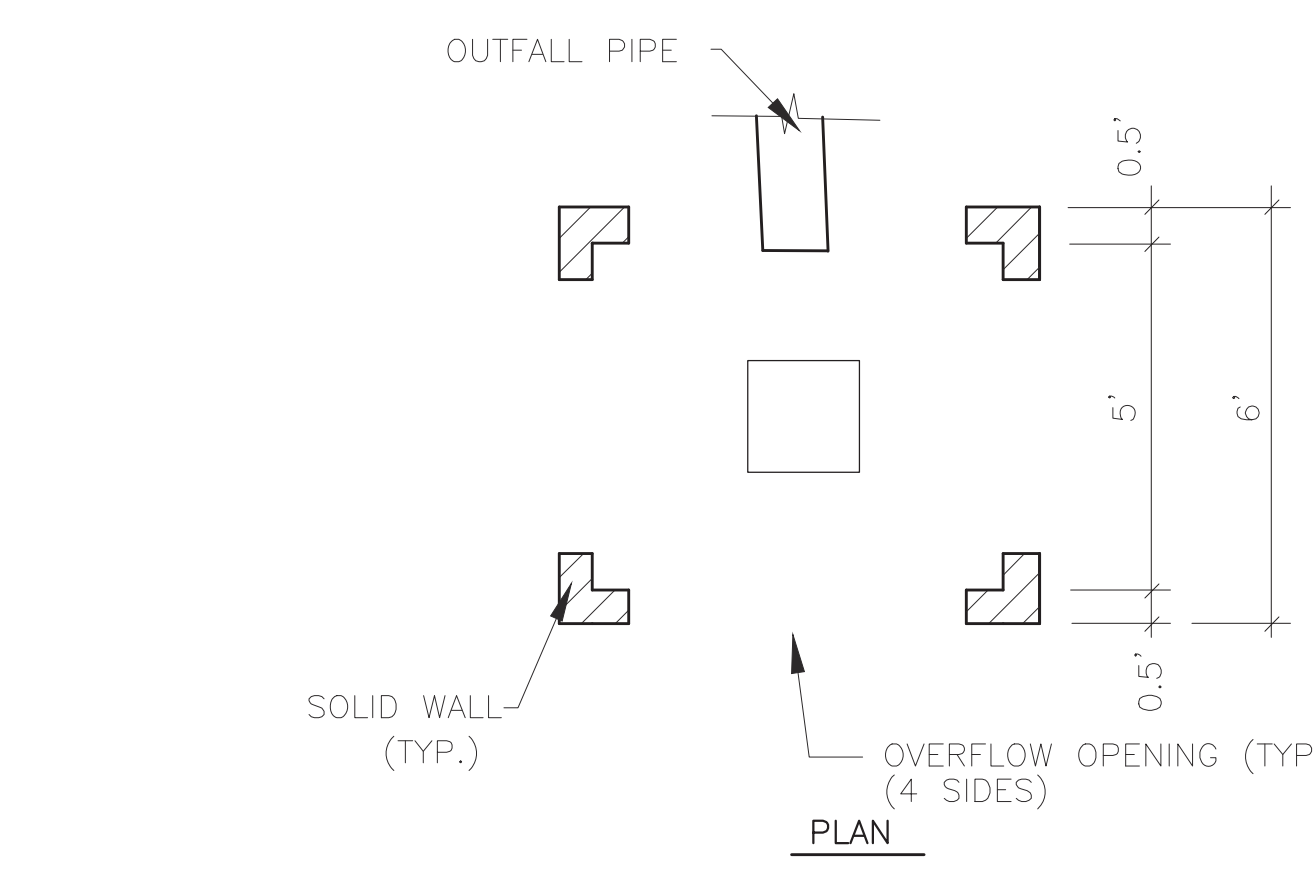 OUTFALL PIPE
0.5'
5'
6'
0.5'
SOLID WALL
(TYP.)
OVERFLOW OPENING (TYP
(4 SIDES)
PLAN